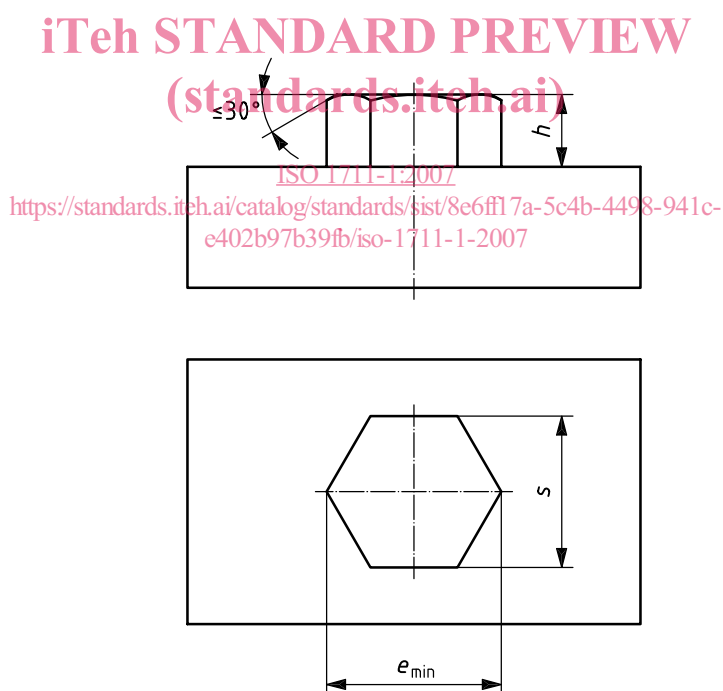 iTeh STANDARD PREVIEW
(standards.iteh.ai)
≤30°
h
ISO 1711-1:2007
https://standards.iteh.ai/catalog/standards/sist/8e6ff17a-5c4b-4498-941c-
e402b97b39fb/iso-1711-1-2007
s
e min